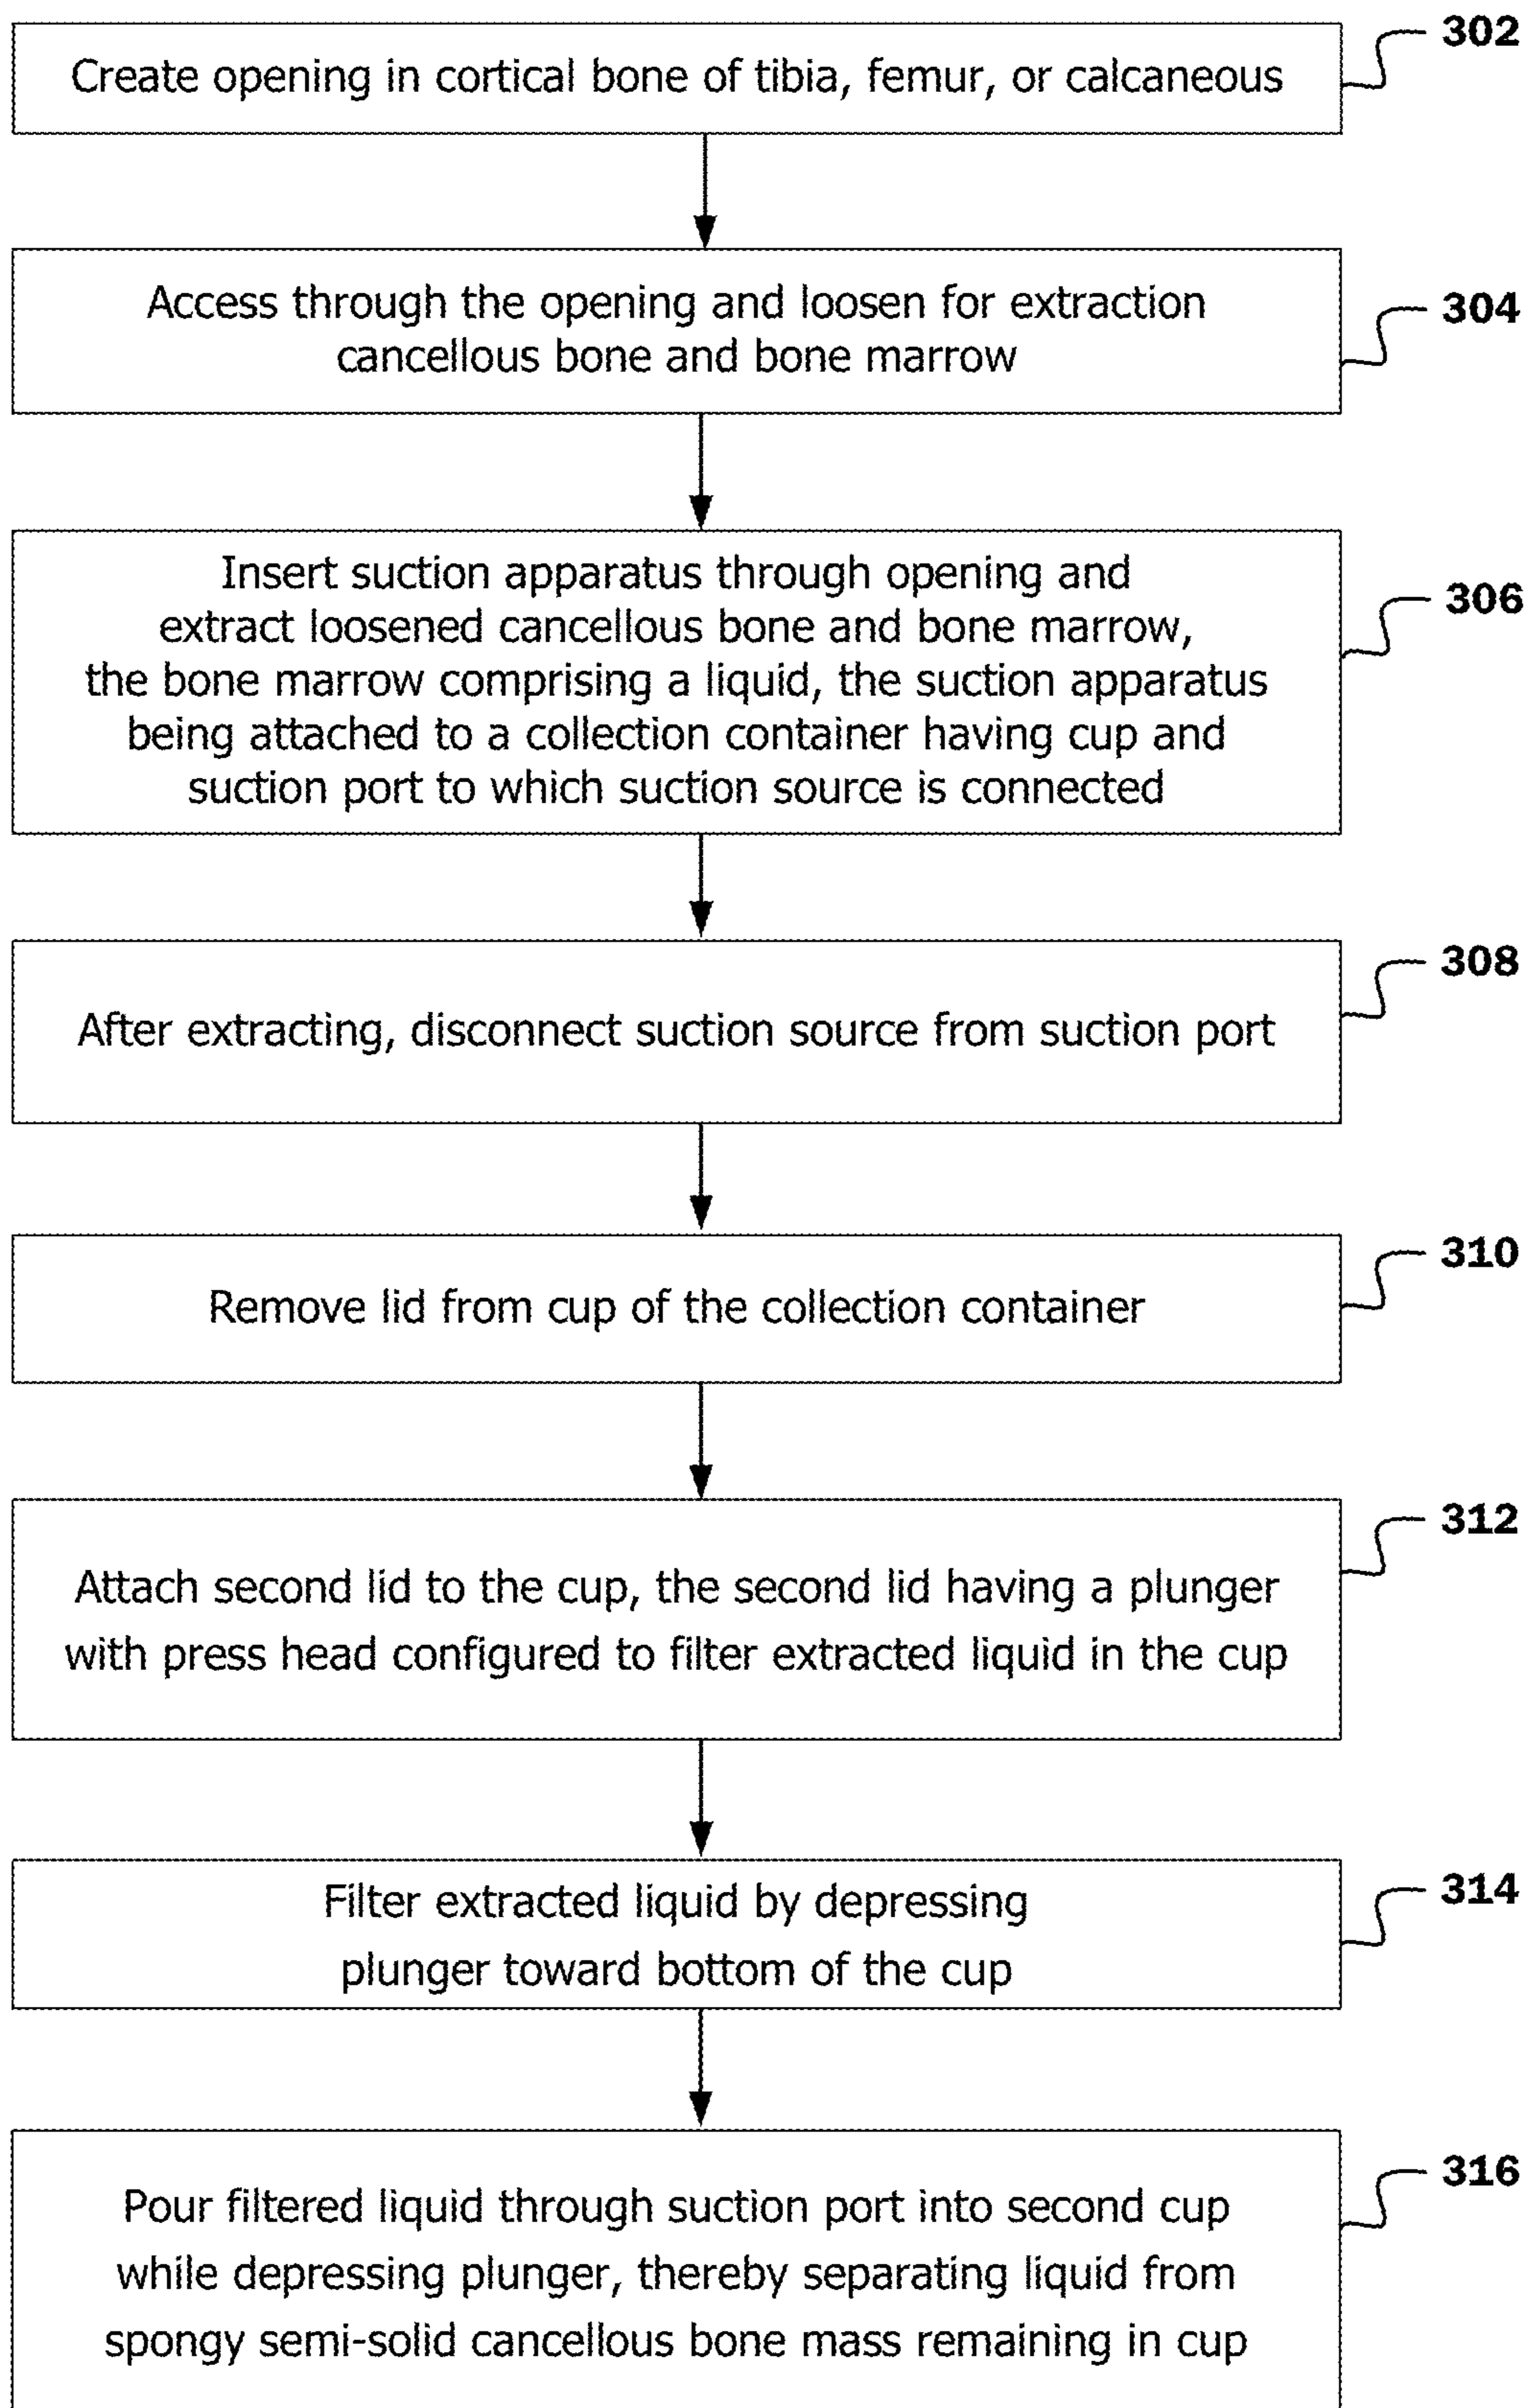 302
Create opening in cortical bone of tibia, femur, or calcaneous
304
Access through the opening and loosen for extraction
cancellous bone and bone marrow
306
Insert suction apparatus through opening and
extract loosened cancellous bone and bone marrow,
the bone marrow comprising a liquid, the suction apparatus
being attached to a collection container having cup and
suction port to which suction source is connected
308
After extracting, disconnect suction source from suction port
310
Remove lid from cup of the collection container
312
Attach second lid to the cup, the second lid having a plunger
with press head configured to filter extracted liquid in the cup
314
Filter extracted liquid by depressing
plunger toward bottom of the cup
316
Pour filtered liquid through suction port into second cup
while depressing plunger, thereby separating liquid from
spongy semi-solid cancellous bone mass remaining in cup